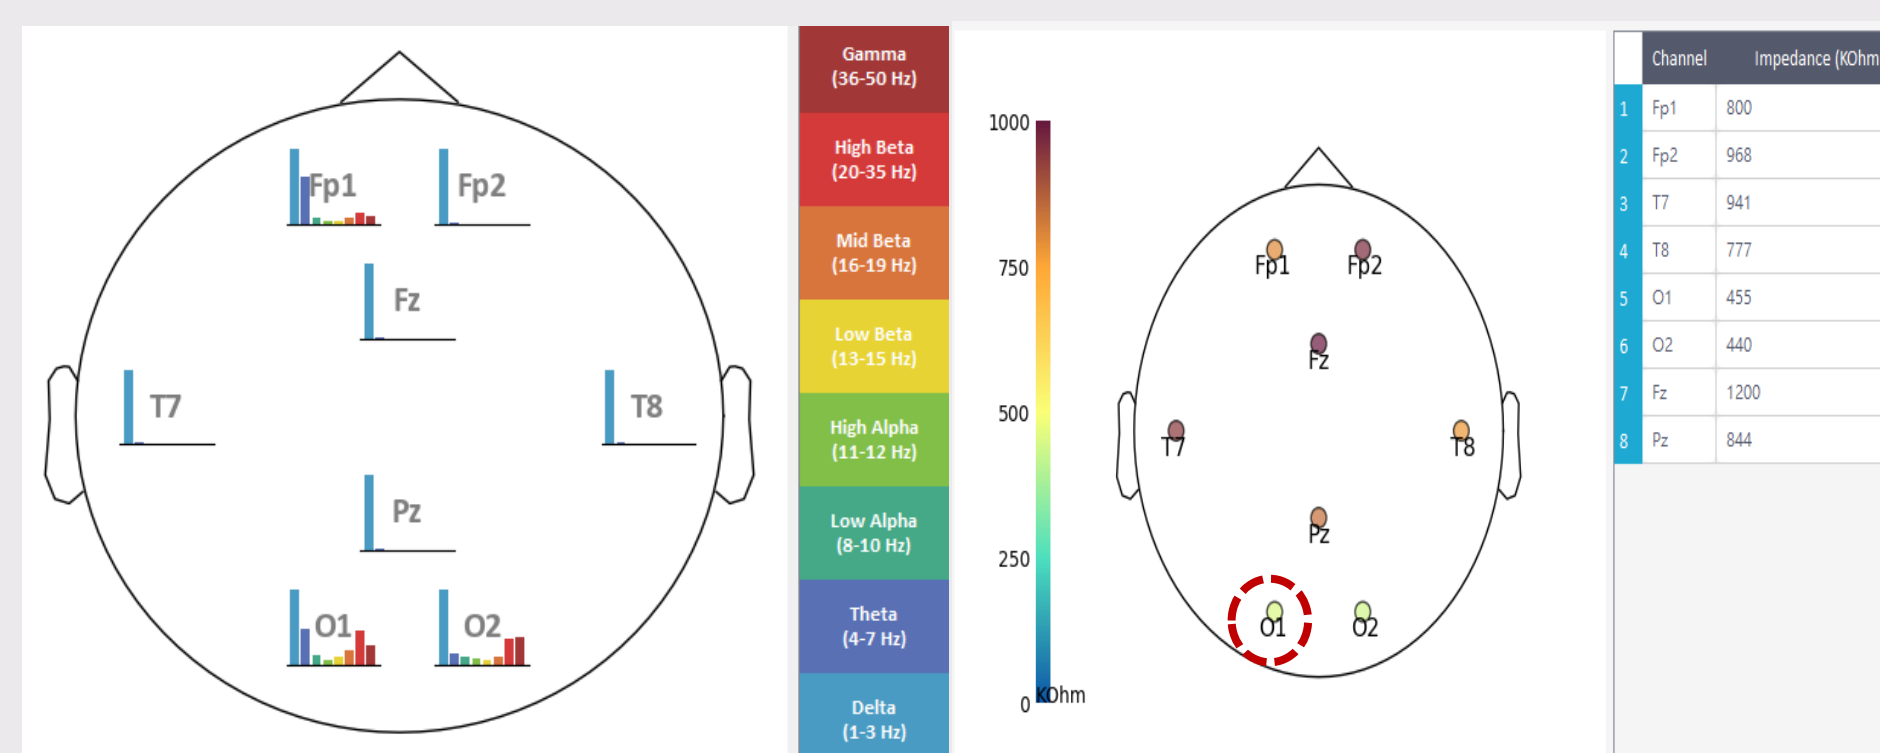 Fp1
Fp2
Fz
T7
T8
Pz
O1
O2
Gamma
(36-50 Hz)
High Beta
(20-35 Hz)
Mid Beta
(16-19 Hz)
Low Beta
(13-15 Hz)
High Alpha
(11-12 Hz)
Low Alpha
(8-10 Hz)
Theta
(4-7 Hz)
Delta
(1-3 Hz)
1000
750
500
250
0
KOhm
Fp1
Fp2
Fz
T7
T8
Pz
O1
O2
Channel Impedance (KOhm
1 Fp1 800
2 Fp2 968
3 T7 941
4 T8 777
5 O1 455
6 O2 440
7 Fz 1200
8 Pz 844